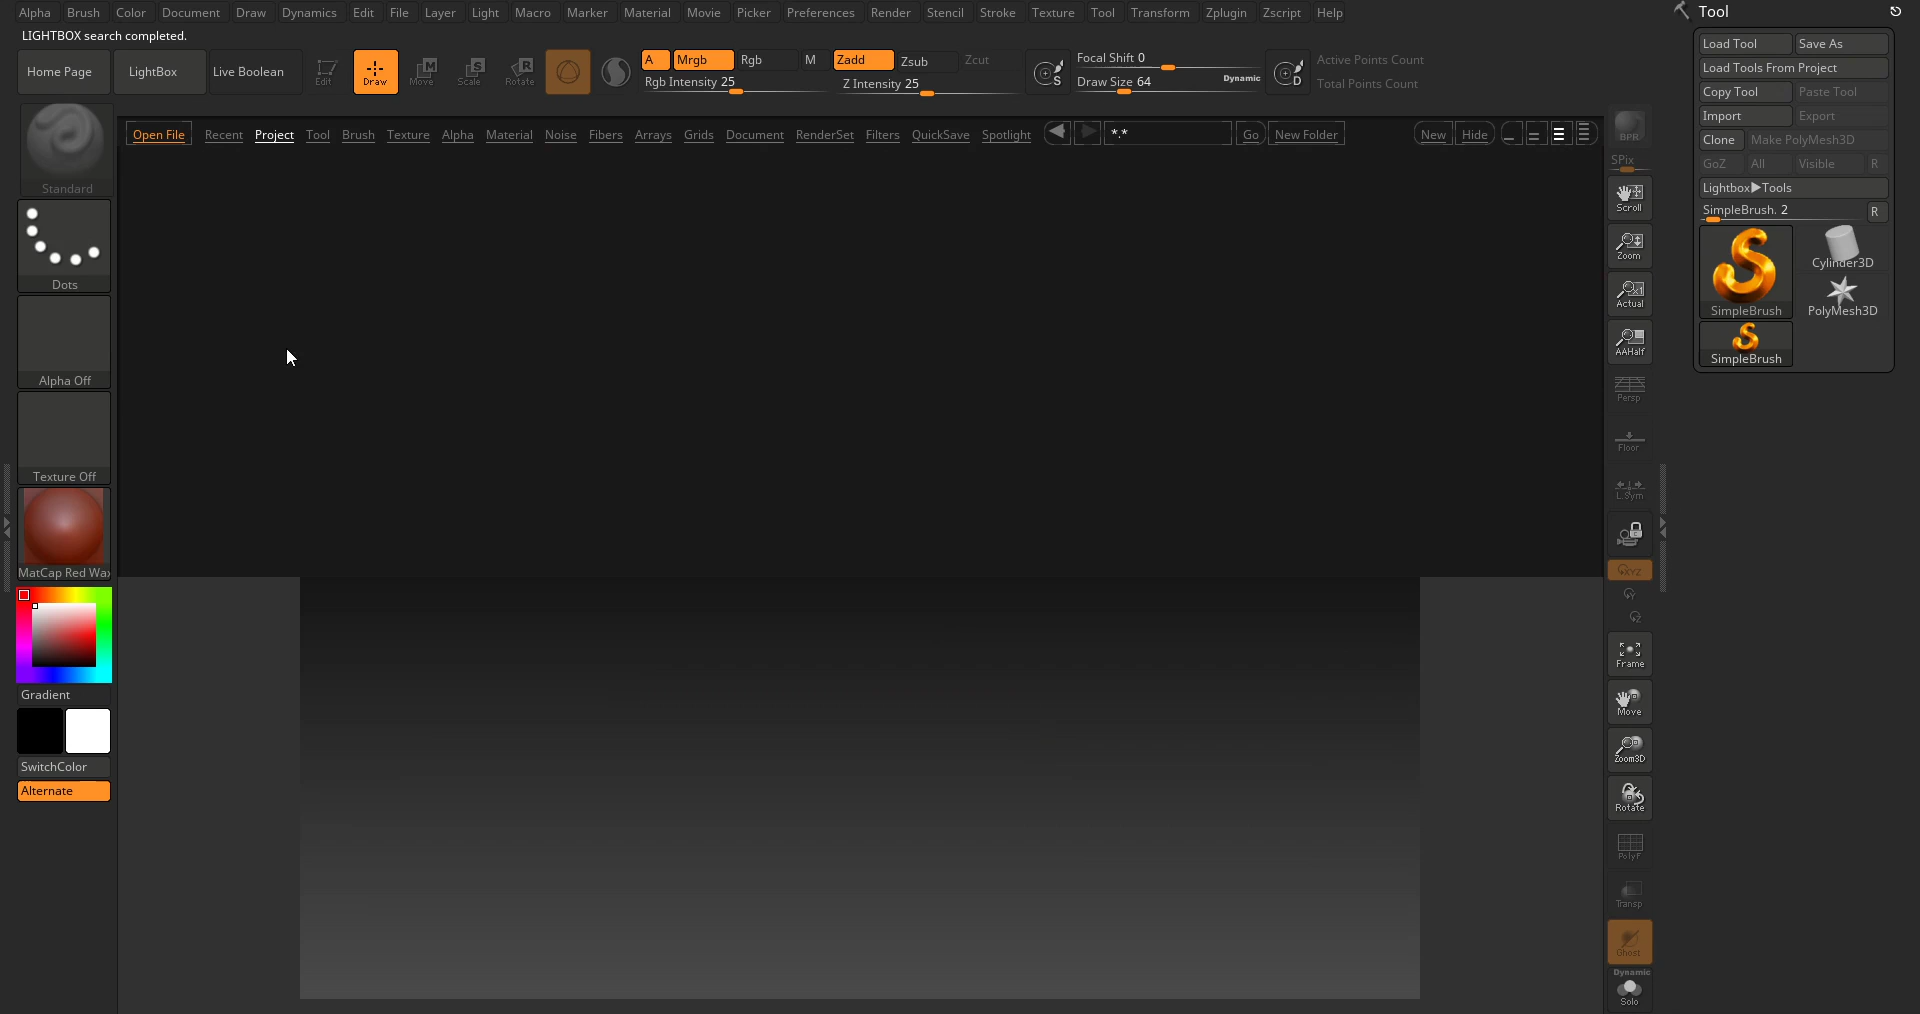 Alpha Brush Color Document Draw Dynamics Edit File Layer Light Macro Marker Material Movie Picker Preferences Render Stencil Stroke Texture Tool Transform Zplugin Zscript Help
LIGHTBOX search completed.
Home Page LightBox Live Boolean Edit Draw Move Scale Rotate
A Mrgb Rgb M Zadd Zsub Zcut
Rgb Intensity 25 Z Intensity 25
S Focal Shift 0
Draw Size 64 Dynamic D
Active Points Count
Total Points Count
Open File Recent Project Tool Brush Texture Alpha Material Noise Fibers Arrays Grids Document RenderSet Filters QuickSave Spotlight *.* Go New Folder New Hide
Standard
Dots
Alpha Off
Texture Off
MatCap Red Wax
Gradient
SwitchColor
Alternate
BPR
SPix
Scroll
Zoom
Actual
AAHalf
Persp
Floor
L.Sym
XYZ
Y
Z
Frame
Move
Zoom3D
Rotate
PolyF
Transp
Ghost
Dynamic
Solo
Tool
Load Tool Save As
Load Tools From Project
Copy Tool Paste Tool
Import Export
Clone Make PolyMesh3D
GoZ All Visible R
Lightbox▶Tools
SimpleBrush. 2 R
SimpleBrush
Cylinder3D
PolyMesh3D
SimpleBrush